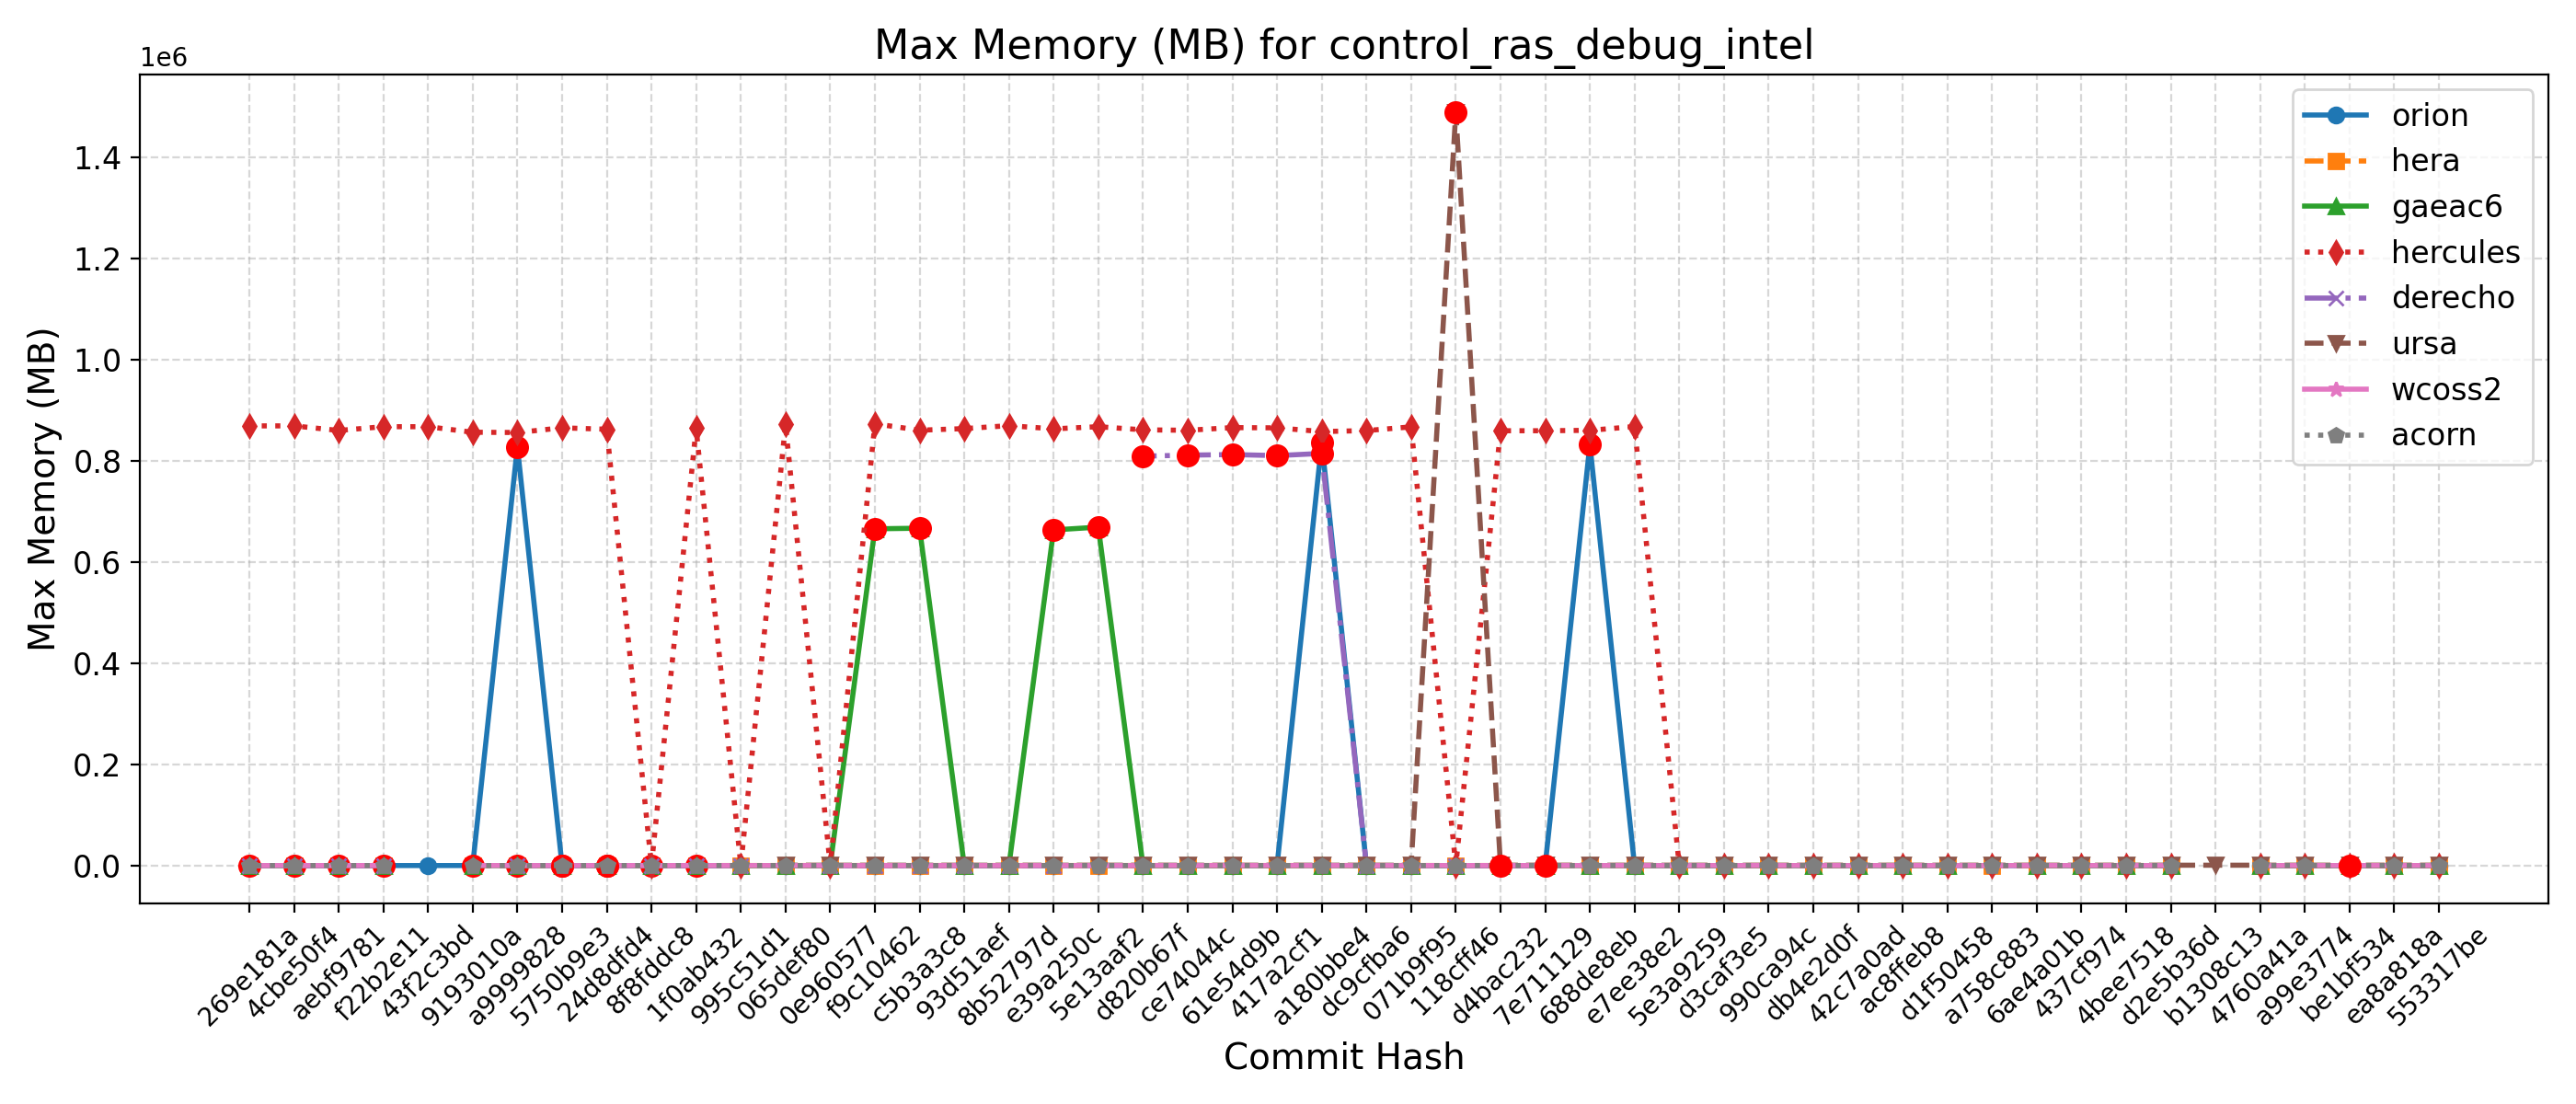 Max Memory (MB) for control_ras_debug_intel
1e6
1.4
1.2
1.0
0.8
0.6
0.4
0.2
0.0
Max Memory (MB)
orion
hera
gaeac6
hercules
derecho
ursa
wcoss2
acorn
269e181a
4cbe50f4
aebf9781
f22b2e11
43f2c3bd
9193010a
a9999828
5750b9e3
24d8dfd4
8f8fddc8
1f0ab432
995c51d1
065def80
0e960577
f9c10462
c5b3a3c8
93d51aef
8b52797d
e39a250c
5e13aaf2
d820b67f
ce74044c
61e54d9b
417a2cf1
a180bbe4
dc9cfba6
071b9f95
118cff46
d4bac232
7e711129
688de8eb
e7ee38e2
5e3a9259
d3caf3e5
990ca94c
db4e2d0f
42c7a0ad
ac8ffeb8
d1f50458
a758c883
6ae4a01b
437cf974
4bee7518
d2e5b36d
b1308c13
4760a41a
a99e3774
be1bf534
ea8a818a
553317be
Commit Hash